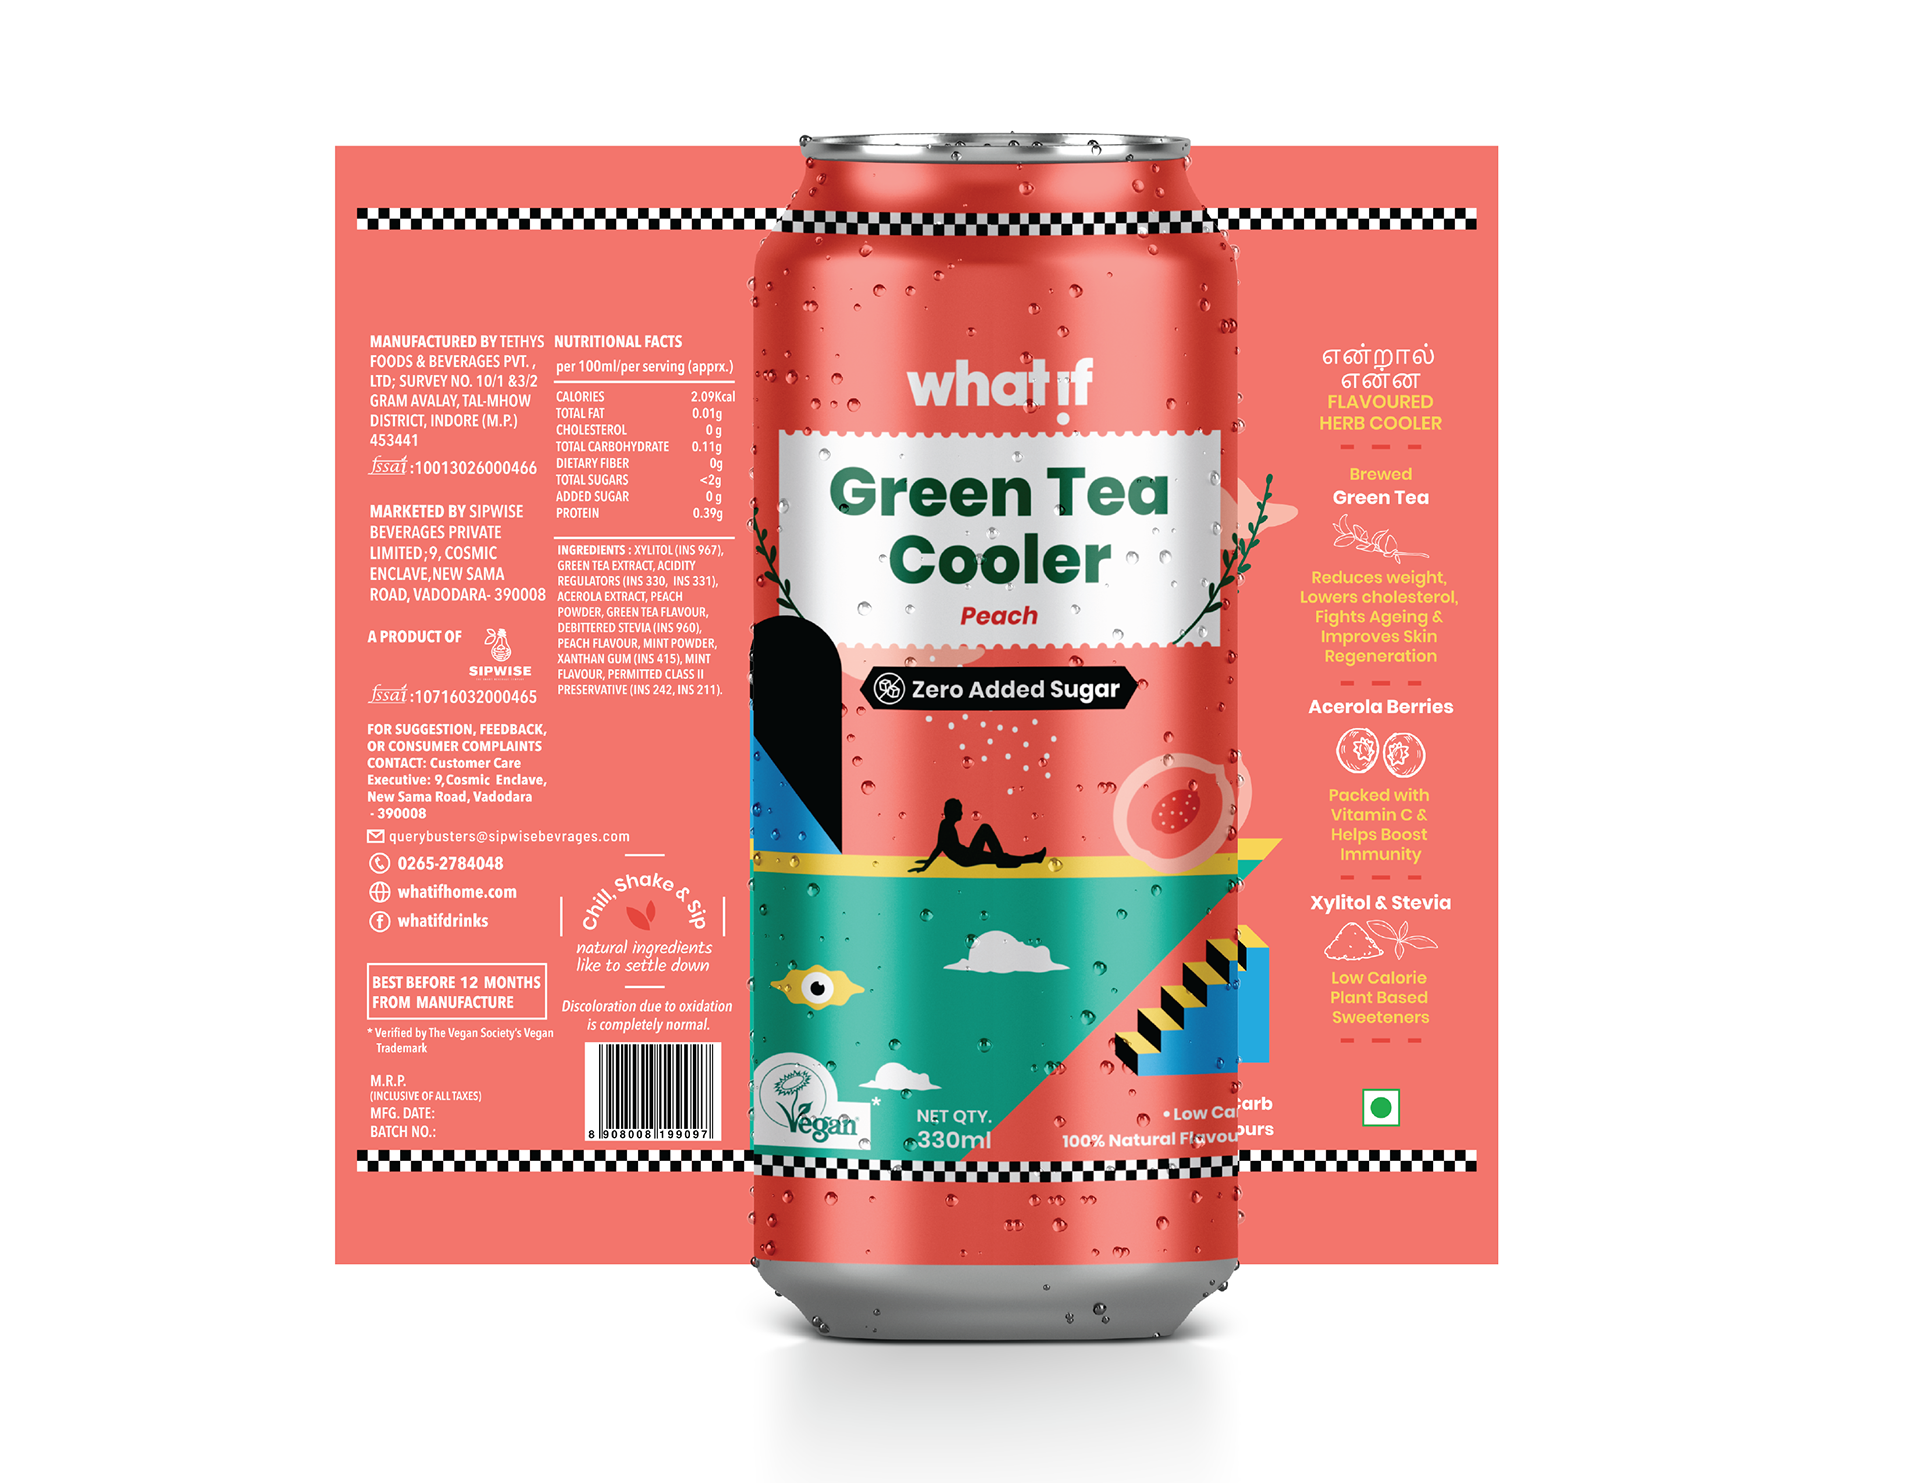 MANUFACTURED BY TETHYS
FOODS & BEVERAGES PVT. ,
LTD; SURVEY NO. 10/1 &3/2
GRAM AVALAY, TAL-MHOW
DISTRICT, INDORE (M.P.)
453441
fssai :10013026000466
MARKETED BY SIPWISE
BEVERAGES PRIVATE
LIMITED;9, COSMIC
ENCLAVE,NEW SAMA
ROAD, VADODARA- 390008
A PRODUCT OF
SIPWISE
fssai :10716032000465
FOR SUGGESTION, FEEDBACK,
OR CONSUMER COMPLAINTS
CONTACT: Customer Care
Executive: 9,Cosmic Enclave,
New Sama Road, Vadodara
- 390008
querybusters@sipwisebevrages.com
0265-2784048
whatifhome.com
whatifdrinks
BEST BEFORE 12 MONTHS
FROM MANUFACTURE
* Verified by The Vegan Society's Vegan
Trademark
M.R.P.
(INCLUSIVE OF ALL TAXES)
MFG. DATE:
BATCH NO.:
NUTRITIONAL FACTS
per 100ml/per serving (apprx.)
CALORIES 2.09Kcal
TOTAL FAT 0.01g
CHOLESTEROL 0 g
TOTAL CARBOHYDRATE 0.11g
DIETARY FIBER 0g
TOTAL SUGARS <2g
ADDED SUGAR 0 g
PROTEIN 0.39g
INGREDIENTS : XYLITOL (INS 967),
GREEN TEA EXTRACT, ACIDITY
REGULATORS (INS 330, INS 331),
ACEROLA EXTRACT, PEACH
POWDER, GREEN TEA FLAVOUR,
DEBITTERED STEVIA (INS 960),
PEACH FLAVOUR, MINT POWDER,
XANTHAN GUM (INS 415), MINT
FLAVOUR, PERMITTED CLASS II
PRESERVATIVE (INS 242, INS 211).
Chill, Shake & Sip
natural ingredients
like to settle down
Discoloration due to oxidation
is completely normal.
8 908008 199097
what if
Green Tea
Cooler
Peach
Zero Added Sugar
Vegan
*
NET QTY.
330ml
• Low Ca
Carb
100% Natural Flavou
ours
என்றால்
என்ன
FLAVOURED
HERB COOLER
Brewed
Green Tea
Reduces weight,
Lowers cholesterol,
Fights Ageing &
Improves Skin
Regeneration
Acerola Berries
Packed with
Vitamin C &
Helps Boost
Immunity
Xylitol & Stevia
Low Calorie
Plant Based
Sweeteners